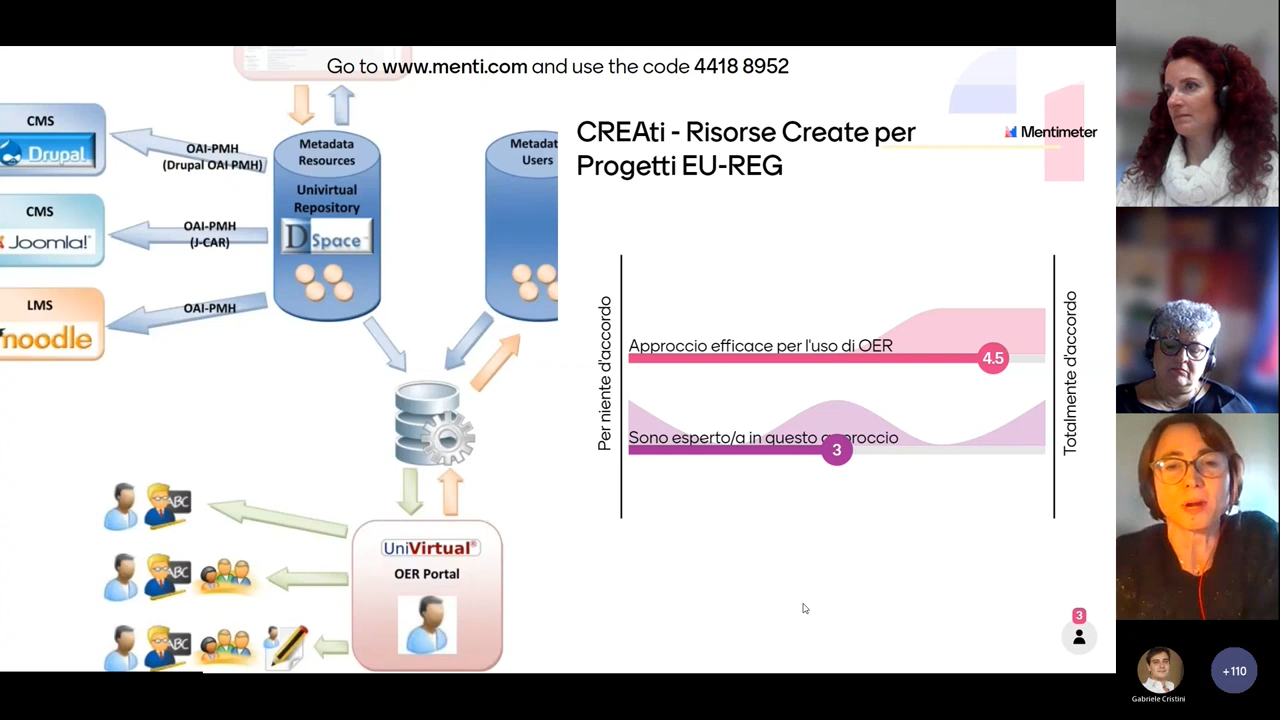 Go to www.menti.com and use the code 4418 8952
CREAti - Risorse Create per
Progetti EU-REG
Mentimeter
CMS
Drupal
OAI-PMH
(Drupal OAI PMH)
Metadata
Resources
Univirtual
Repository
DSpace
Metadat
Users
CMS
Joomla!
OAI-PMH
(J-CAR)
LMS
moodle
OAI-PMH
Per niente d'accordo
Approccio efficace per l'uso di OER
4.5
Sono esperto/a in questo approccio
3
Totalmente d'accordo
ABC
UniVirtual®
OER Portal
ABC
ABC
3
Gabriele Cristini
+110